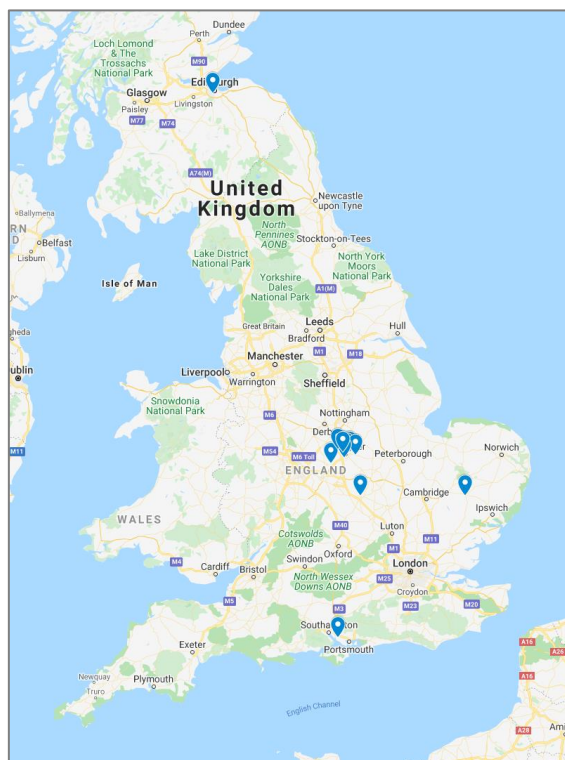 Dundee
Perth
Loch Lomond
& The
Trossachs
National Park
M90
Glasgow
Livingston
Paisley
M77
M74
A74(M)
United
Kingdom
Newcastle
upon Tyne
North
Pennines
AONB
Ballymena
Belfast
Lisburn
Stockton-on-Tees
Lake District
National Park
North York
Moors
National Park
Isle of Man
Yorkshire
Dales
National Park
A1(M)
Great Britain
Leeds
Bradford
Hull
M1
M18
Manchester
Liverpool
Warrington
Sheffield
Snowdonia
National Park
M6
Nottingham
M11
M54
M6 Toll
ENGLAND
Peterborough
Norwich
Cambridge
Ipswich
WALES
Cotswolds
AONB
M40
Luton
M11
Oxford
M1
M4
Cardiff
Swindon
Bristol
London
M25
Croydon
North Wessex
Downs AONB
M5
M3
M23
M20
Portsmouth
Exeter
Newquay
Truro
Plymouth
English Channel
A16
A26
A16
A28